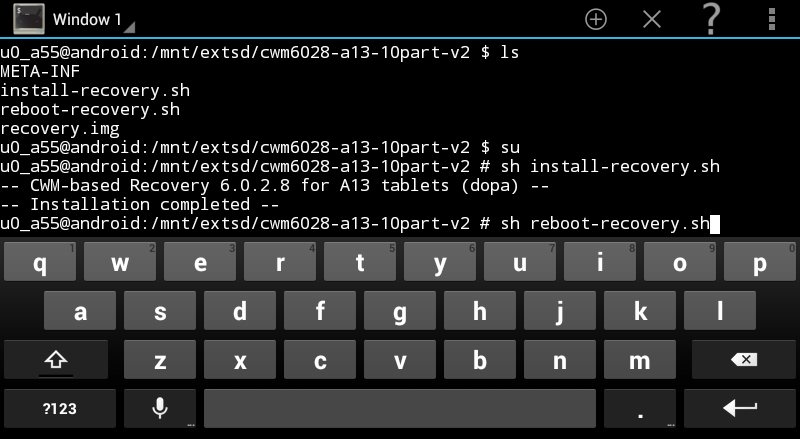 Window 1
u0_a55@android:/mnt/extsd/cwm6028-a13-10part-v2 $ ls
META-INF
install-recovery.sh
reboot-recovery.sh
recovery.img
u0_a55@android:/mnt/extsd/cwm6028-a13-10part-v2 $ su
u0_a55@android:/mnt/extsd/cwm6028-a13-10part-v2 # sh install-recovery.sh
-- CWM-based Recovery 6.0.2.8 for A13 tablets (dopa) --
-- Installation completed --
u0_a55@android:/mnt/extsd/cwm6028-a13-10part-v2 # sh reboot-recovery.sh
1 2 3 4 5 6 7 8 9 0
q w e r t y u i o p
a s d f g h j k l
z x c v b n m
?123 ... . ...